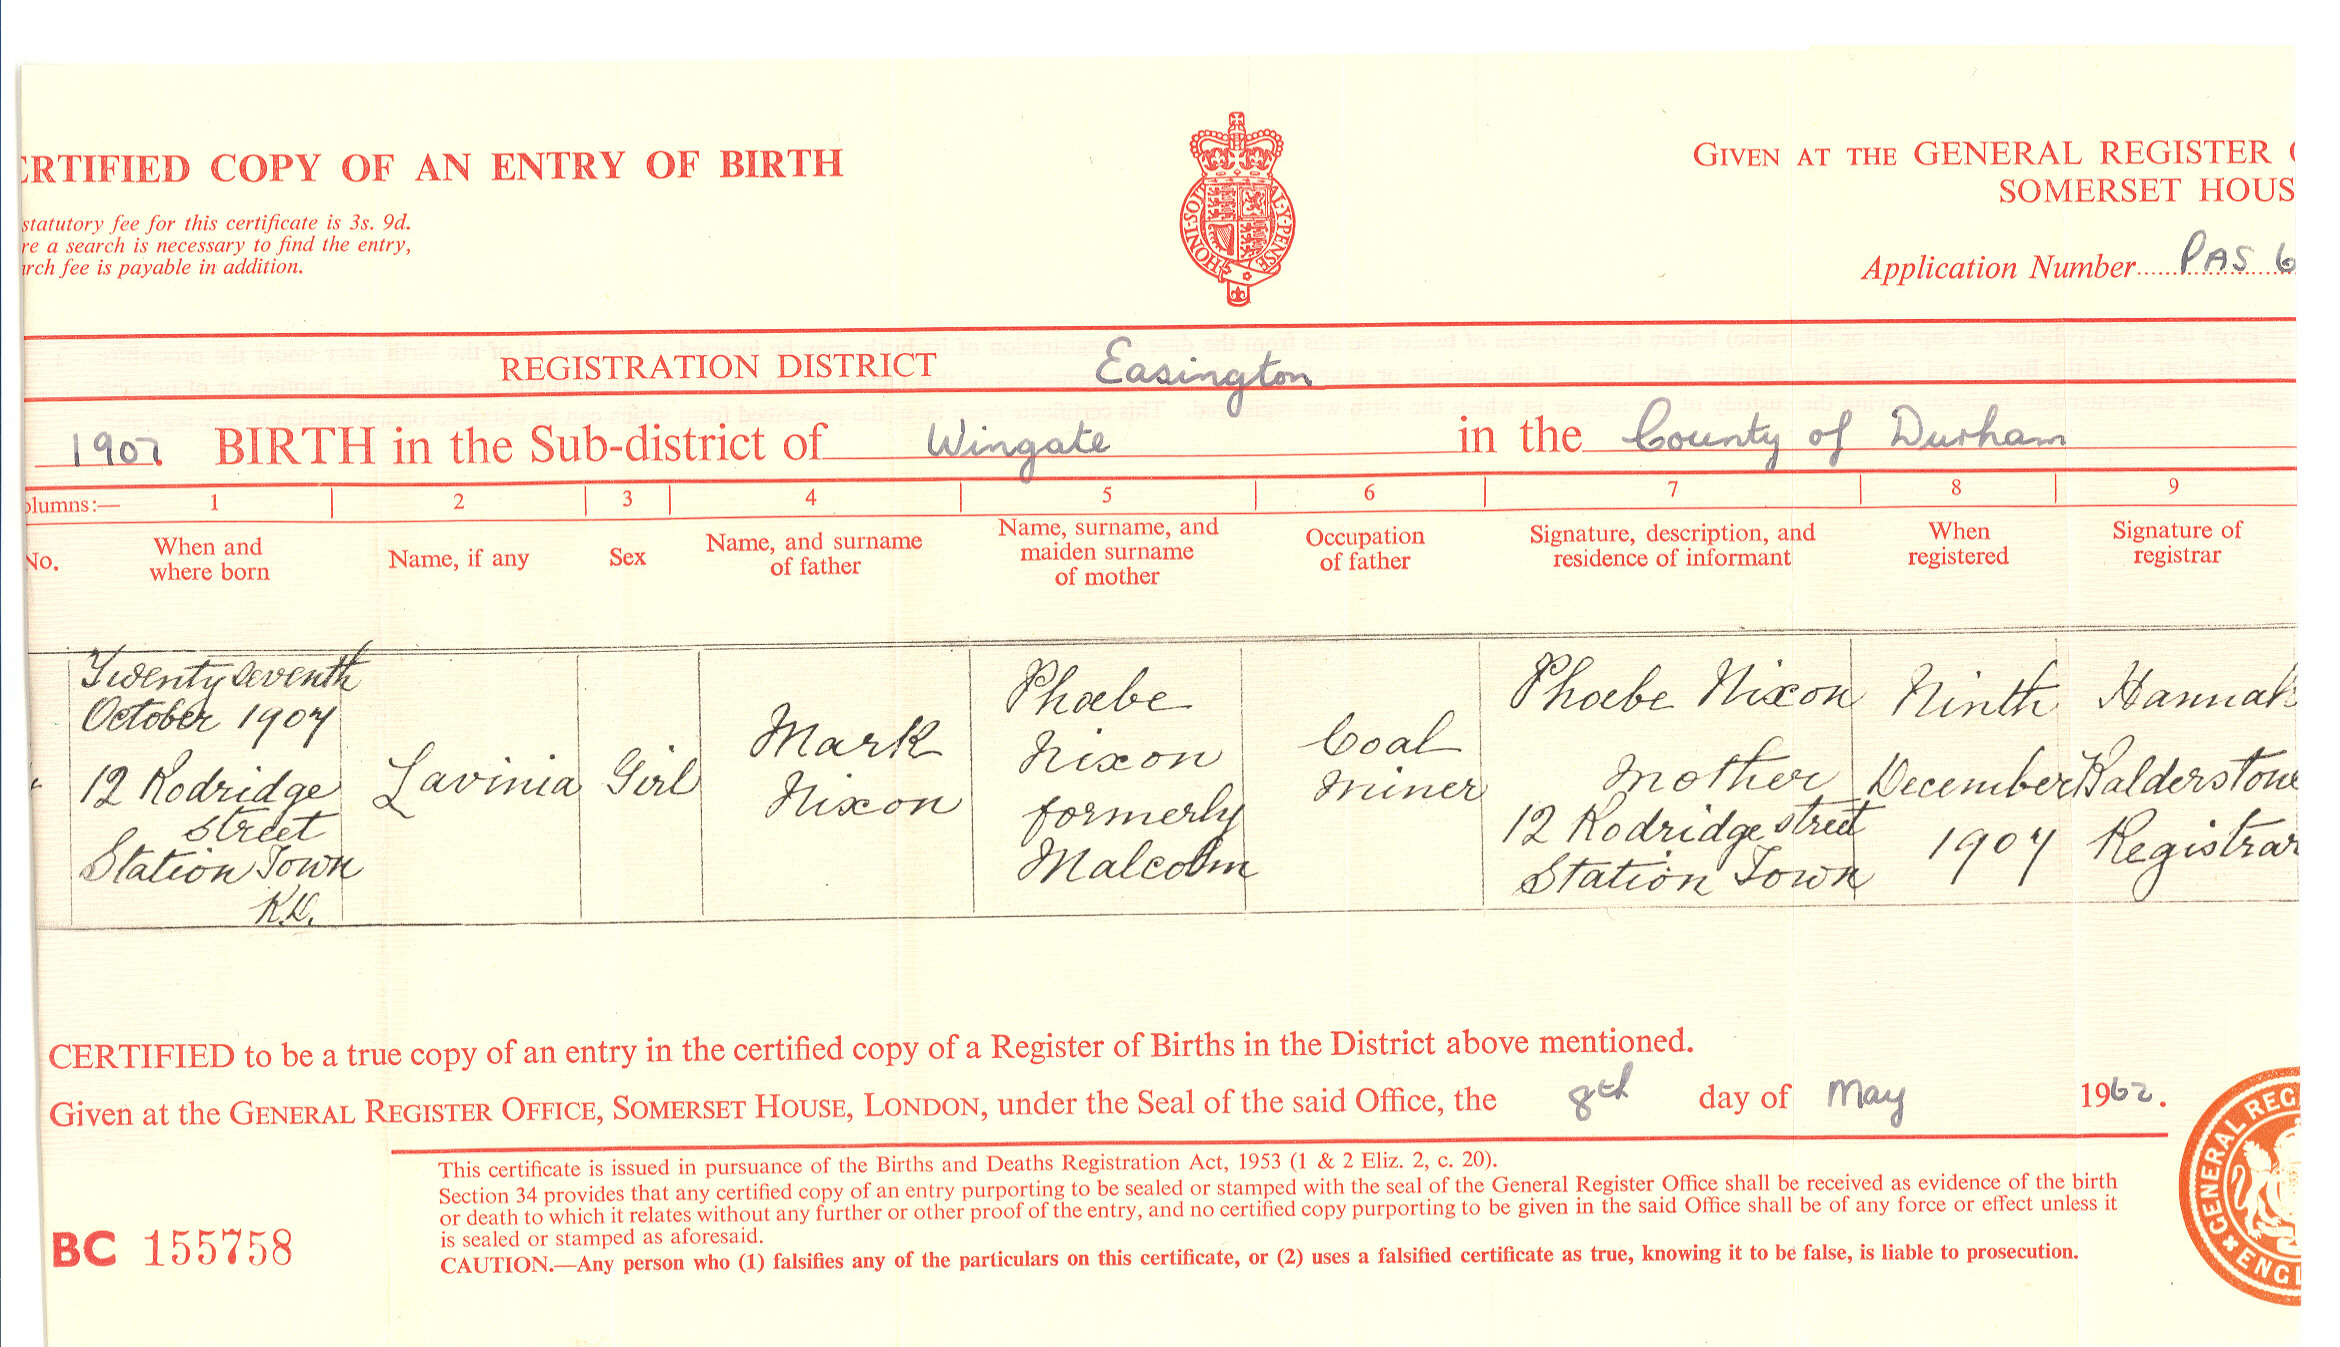 ERTIFIED COPY OF AN ENTRY OF BIRTH
statutory fee for this certificate is 3s. 9d.
re a search is necessary to find the entry,
rch fee is payable in addition.
HONI·SOIT AL·Y·PENSE
GIVEN AT THE GENERAL REGISTER O
SOMERSET HOUS
Application Number PAS 6
REGISTRATION DISTRICT Easington
1907 BIRTH in the Sub-district of Wingate in the County of Durham
olumns:— 1 2 3 4 5 6 7 8 9
No.
When and
where born
Name, if any
Sex
Name, and surname
of father
Name, surname, and
maiden surname
of mother
Occupation
of father
Signature, description, and
residence of informant
When
registered
Signature of
registrar
Twenty Seventh
October 1907
12 Rodridge
Street
Station Town
Lavinia
Girl
Mark
Nixon
Phoebe
Nixon
formerly
Malcolm
Coal
Miner
Phoebe Nixon
Mother
12 Rodridge Street
Station Town
Ninth
December
1907
Hannah
Balderstone
Registrar
CERTIFIED to be a true copy of an entry in the certified copy of a Register of Births in the District above mentioned.
Given at the GENERAL REGISTER OFFICE, SOMERSET HOUSE, LONDON, under the Seal of the said Office, the 8th day of May 1962.
This certificate is issued in pursuance of the Births and Deaths Registration Act, 1953 (1 & 2 Eliz. 2, c. 20).
Section 34 provides that any certified copy of an entry purporting to be sealed or stamped with the seal of the General Register Office shall be received as evidence of the birth
or death to which it relates without any further or other proof of the entry, and no certified copy purporting to be given in the said Office shall be of any force or effect unless it
is sealed or stamped as aforesaid.
CAUTION.—Any person who (1) falsifies any of the particulars on this certificate, or (2) uses a falsified certificate as true, knowing it to be false, is liable to prosecution.
BC 155758
GENERAL REG
ENGL